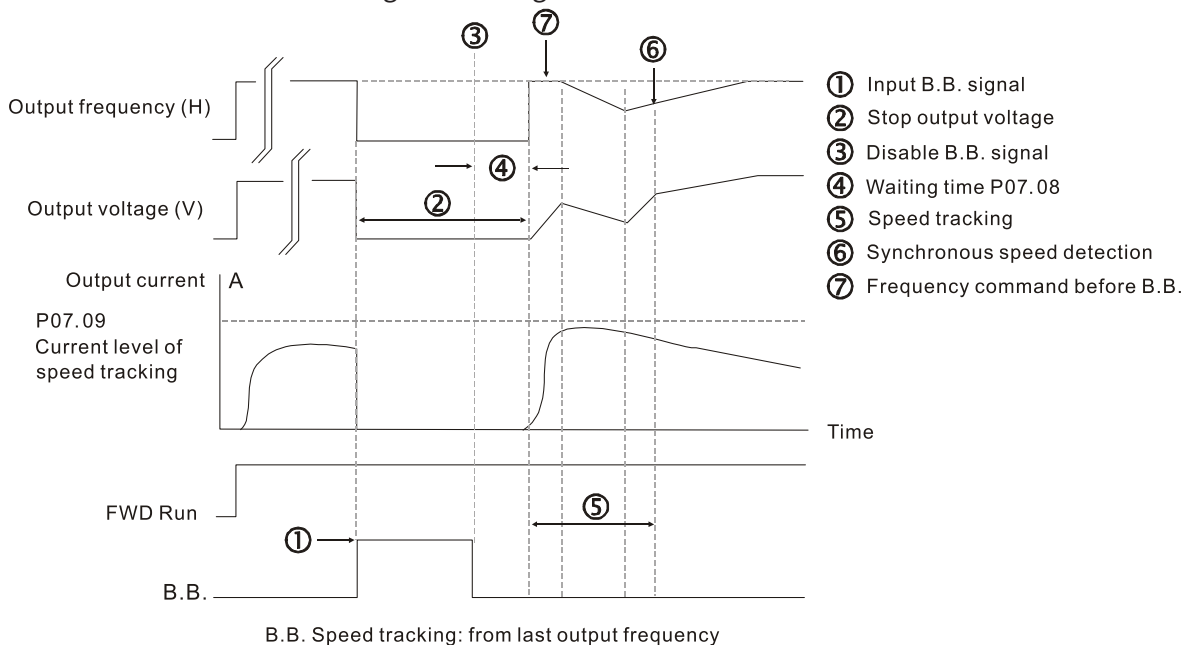 ⑦
③
⑥
Output frequency (H)
① Input B.B. signal
② Stop output voltage
③ Disable B.B. signal
④ Waiting time P07.08
⑤ Speed tracking
⑥ Synchronous speed detection
⑦ Frequency command before B.B.
④
Output voltage (V)
②
Output current A
P07.09
Current level of
speed tracking
Time
FWD Run
⑤
①
B.B.
B.B. Speed tracking: from last output frequency